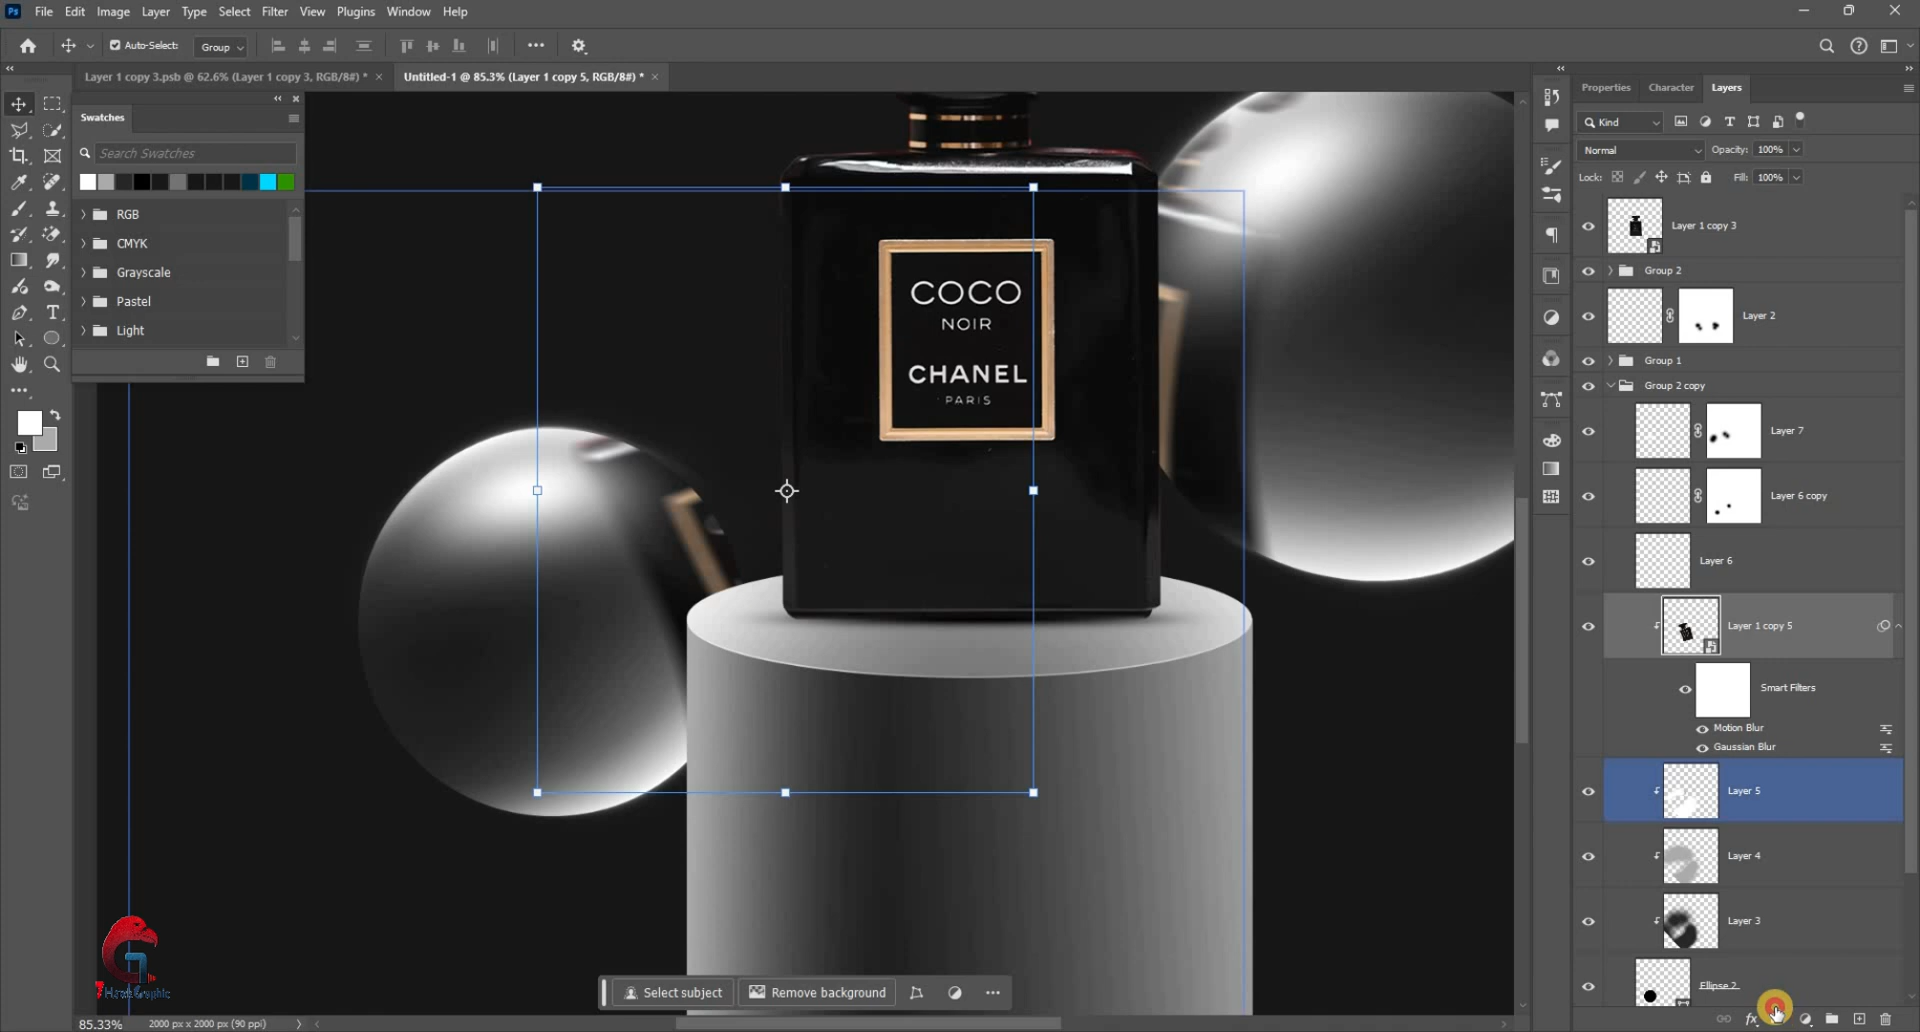 Ps File Edit Image Layer Type Select Filter View Plugins Window Help
Auto-Select: Group
Layer 1 copy 3.psb @ 62.6% (Layer 1 copy 3, RGB/8#) *
Untitled-1 @ 85.3% (Layer 1 copy 5, RGB/8#) *
Swatches
Search Swatches
RGB
CMYK
Grayscale
Pastel
Light
COCO
NOIR
CHANEL
PARIS
Select subject
Remove background
85.33%
2000 px x 2000 px (90 ppi)
Properties Character Layers
Kind
Normal
Opacity: 100%
Lock:
Fill: 100%
Layer 1 copy 3
Group 2
Layer 2
Group 1
Group 2 copy
Layer 7
Layer 6 copy
Layer 6
Layer 1 copy 5
Smart Filters
Motion Blur
Gaussian Blur
Layer 5
Layer 4
Layer 3
Ellipse 2
fx